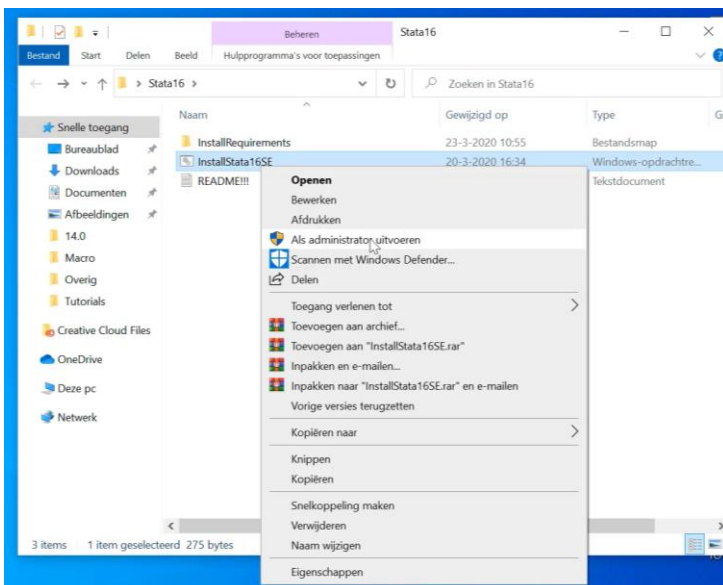 Beheren
Stata16
Bestand
Start
Delen
Beeld
Hulpprogramma's voor toepassingen
Stata16
Zoeken in Stata16
Naam
Gewijzigd op
Type
Snelle toegang
Bureaublad
Downloads
Documenten
Afbeeldingen
14.0
Macro
Overig
Tutorials
Creative Cloud Files
OneDrive
Deze pc
Netwerk
InstallRequirements
23-3-2020 10:55
Bestandsmap
InstallStata16SE
20-3-2020 16:34
Windows-opdrachtre...
README!!!
Tekstdocument
Openen
Bewerken
Afdrukken
Als administrator uitvoeren
Scannen met Windows Defender...
Delen
Toegang verlenen tot
Toevoegen aan archief...
Toevoegen aan "InstallStata16SE.rar"
Inpakken en e-mailen...
Inpakken naar "InstallStata16SE.rar" en e-mailen
Vorige versies terugzetten
Kopiëren naar
Knippen
Kopiëren
Snelkoppeling maken
Verwijderen
Naam wijzigen
Eigenschappen
3 items
1 item geselecteerd 275 bytes